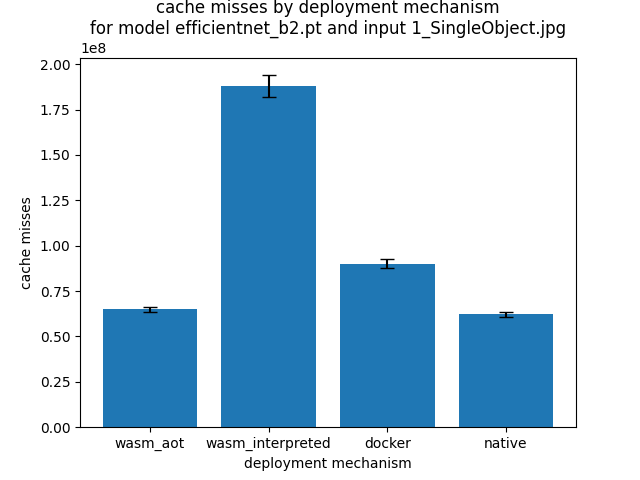 cache misses by deployment mechanism
for model efficientnet_b2.pt and input 1_SingleObject.jpg
1e8
2.00
1.75
1.50
1.25
1.00
0.75
0.50
0.25
0.00
cache misses
wasm_aot wasm_interpreted docker native
deployment mechanism